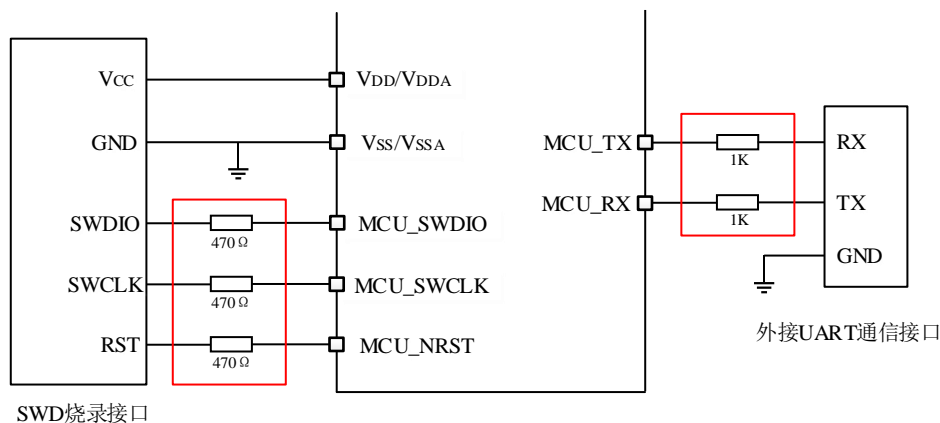 VCC
VDD/VDDA
GND
VSS/VSSA
SWDIO
470Ω
MCU_SWDIO
SWCLK
470Ω
MCU_SWCLK
RST
470Ω
MCU_NRST
SWD烧录接口
MCU_TX
1K
RX
MCU_RX
1K
TX
GND
外接UART通信接口